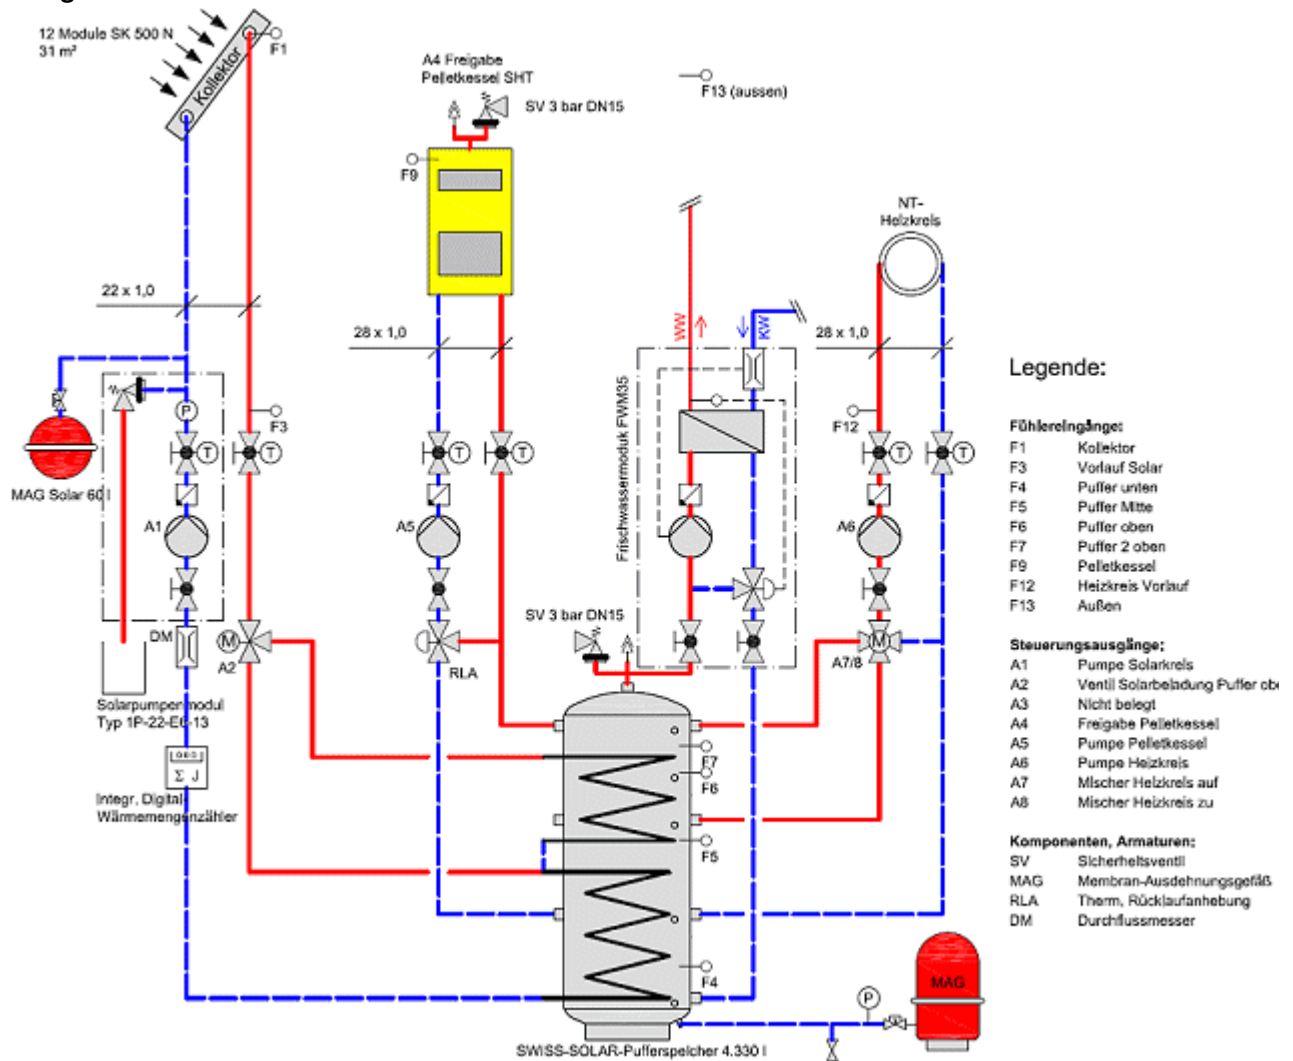 12 Module SK 500 N
31 m²
Kollektor
F1
A4 Freigabe
Pelletkessel SHT
SV 3 bar DN15
F13 (aussen)
F9
NT-
Heizkreis
22 x 1,0
28 x 1,0
WW
KW
28 x 1,0
P
F3
T
T
T
F12
T
T
MAG Solar 60 l
A1
A5
Frischwassermoduk FWM35
A6
SV 3 bar DN15
DM
M
A2
RLA
M
A7/8
Solarpumpenmodul
Typ 1P-22-E6-13
Σ J
Integr. Digital-
Wärmemengenzähler
F7
F6
F5
F4
P
MAG
SWISS-SOLAR-Pufferspeicher 4.330 l
Legende:
Fühlereingänge:
F1 Kollektor
F3 Vorlauf Solar
F4 Puffer unten
F5 Puffer Mitte
F6 Puffer oben
F7 Puffer 2 oben
F9 Pelletkessel
F12 Heizkreis Vorlauf
F13 Außen
Steuerungsausgänge:
A1 Pumpe Solarkreis
A2 Ventil Solarbeladung Puffer obe
A3 Nicht belegt
A4 Freigabe Pelletkessel
A5 Pumpe Pelletkessel
A6 Pumpe Heizkreis
A7 Mischer Heizkreis auf
A8 Mischer Heizkreis zu
Komponenten, Armaturen:
SV Sicherheitsventil
MAG Membran-Ausdehnungsgefäß
RLA Therm. Rücklaufanhebung
DM Durchflussmesser